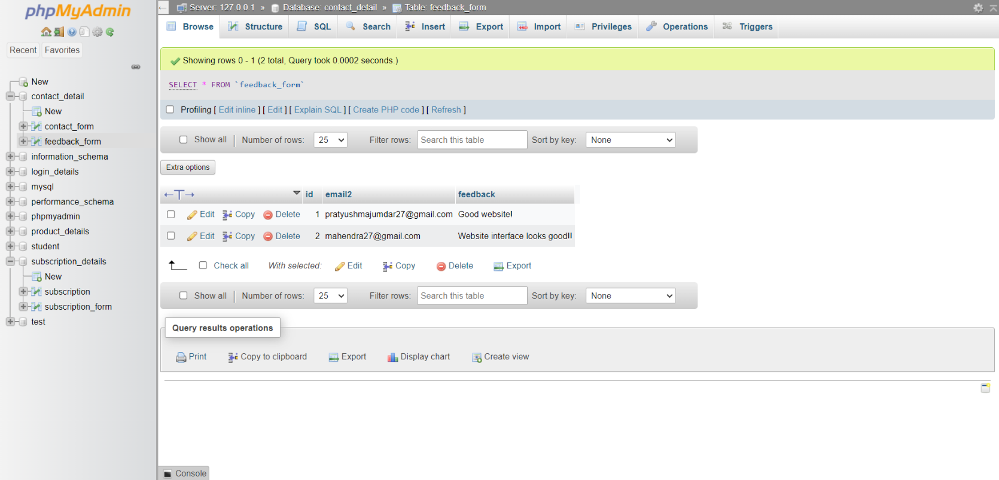 phpMyAdmin
Recent Favorites
New
contact_detail
New
contact_form
feedback_form
information_schema
login_details
mysql
performance_schema
phpmyadmin
product_details
student
subscription_details
New
subscription
subscription_form
test
Server: 127.0.0.1 » Database: contact_detail » Table: feedback_form
Browse Structure SQL Search Insert Export Import Privileges Operations Triggers
Showing rows 0 - 1 (2 total, Query took 0.0002 seconds.)
SELECT * FROM `feedback_form`
Profiling [ Edit inline ] [ Edit ] [ Explain SQL ] [ Create PHP code ] [ Refresh ]
Show all | Number of rows: 25 Filter rows: Search this table Sort by key: None
Extra options
←T→ id email2 feedback
Edit Copy Delete 1 pratyushmajumdar27@gmail.com Good website!
Edit Copy Delete 2 mahendra27@gmail.com Website interface looks good!!
Check all With selected: Edit Copy Delete Export
Show all | Number of rows: 25 Filter rows: Search this table Sort by key: None
Query results operations
Print Copy to clipboard Export Display chart Create view
Console